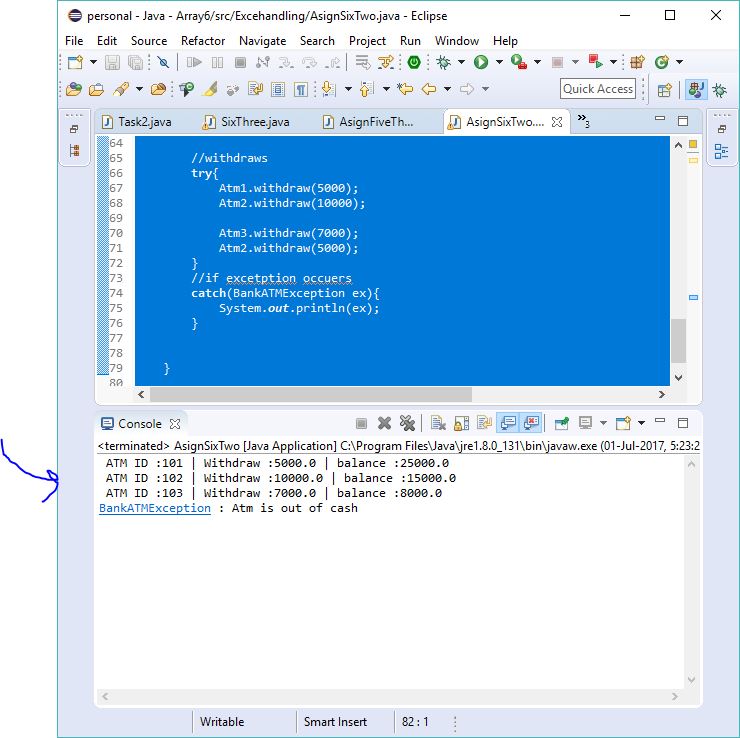 personal - Java - Array6/src/Excehandling/AsignSixTwo.java - Eclipse
File Edit Source Refactor Navigate Search Project Run Window Help
Quick Access
Task2.java SixThree.java AsignFiveTh... AsignSixTwo.... »3
64
65 //withdraws
66 try{
67 Atm1.withdraw(5000);
68 Atm2.withdraw(10000);
69
70 Atm3.withdraw(7000);
71 Atm2.withdraw(5000);
72 }
73 //if excetption occuers
74 catch(BankATMException ex){
75 System.out.println(ex);
76 }
77
78
79 }
80
Console
<terminated> AsignSixTwo [Java Application] C:\Program Files\Java\jre1.8.0_131\bin\javaw.exe (01-Jul-2017, 5:23:2
ATM ID :101 | Withdraw :5000.0 | balance :25000.0
ATM ID :102 | Withdraw :10000.0 | balance :15000.0
ATM ID :103 | Withdraw :7000.0 | balance :8000.0
BankATMException : Atm is out of cash
Writable Smart Insert 82 : 1